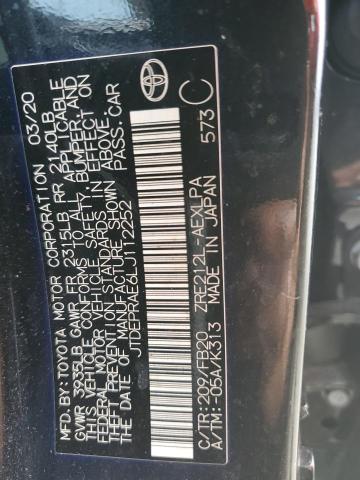 MFD. BY: TOYOTA MOTOR CORPORATION 03/20
GVWR 3935LB GAWR FR 2315LB RR 2140LB
THIS VEHICLE CONFORMS TO ALL APPLICABLE
FEDERAL MOTOR VEHICLE SAFETY, BUMPER, AND
THEFT PREVENTION STANDARDS IN EFFECT ON
THE DATE OF MANUFACTURE SHOWN ABOVE.
JTDEPRAE6LJ112252 PASS. CAR
C/TR: 209/FB20 ZRE212L-AEXLPA
A/TM: -05A/K313 MADE IN JAPAN 573 C